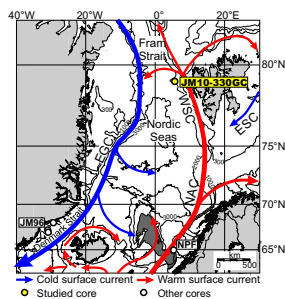 40°W 20°W 0° 20°E
Fram
Strait
80°N
JM10-330GC
WSC
ESC
Nordic
Seas
EGC
75°N
NAC
70°N
Denmark strait
JM96
NPF
65°N
km
0 500
Cold surface current Warm surface current
Studied core Other cores